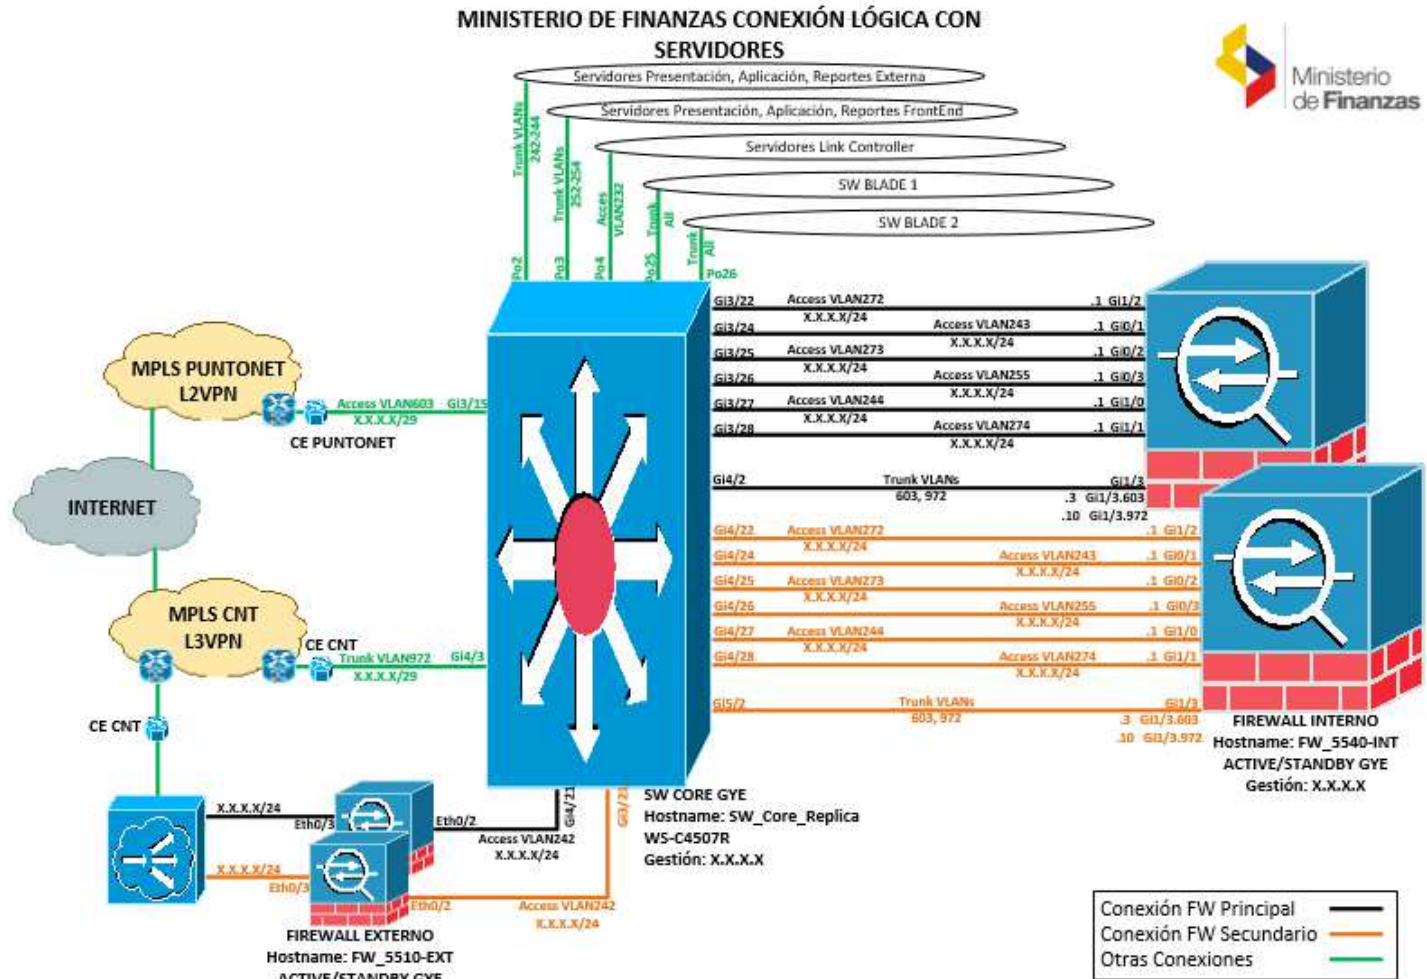 MINISTERIO DE FINANZAS CONEXIÓN LÓGICA CON
SERVIDORES
Ministerio
de Finanzas
Servidores Presentación, Aplicación, Reportes Externa
Servidores Presentación, Aplicación, Reportes FrontEnd
Servidores Link Controller
SW BLADE 1
SW BLADE 2
Trunk VLANs
242-244
Trunk VLANs
252-254
Acces
VLAN232
Trunk
All
Trunk
All
Po2
Po3
Po4
Po25
Po26
Gi3/22 Access VLAN272 .1 Gi1/2
X.X.X.X/24
Gi3/24 Access VLAN243 .1 Gi0/1
X.X.X.X/24
Gi3/25 Access VLAN273 .1 Gi0/2
X.X.X.X/24
Gi3/26 Access VLAN255 .1 Gi0/3
X.X.X.X/24
Gi3/27 Access VLAN244 .1 Gi1/0
X.X.X.X/24
Gi3/28 Access VLAN274 .1 Gi1/1
X.X.X.X/24
Gi4/2 Trunk VLANs Gi1/3
603, 972 .3 Gi1/3.603
.10 Gi1/3.972
Gi4/22 Access VLAN272 .1 Gi1/2
X.X.X.X/24
Gi4/24 Access VLAN243 .1 Gi0/1
X.X.X.X/24
Gi4/25 Access VLAN273 .1 Gi0/2
X.X.X.X/24
Gi4/26 Access VLAN255 .1 Gi0/3
X.X.X.X/24
Gi4/27 Access VLAN244 .1 Gi1/0
X.X.X.X/24
Gi4/28 Access VLAN274 .1 Gi1/1
X.X.X.X/24
Gi5/2 Trunk VLANs Gi1/3
603, 972 .3 Gi1/3.603
.10 Gi1/3.972
FIREWALL INTERNO
Hostname: FW_5540-INT
ACTIVE/STANDBY GYE
Gestión: X.X.X.X
MPLS PUNTONET
L2VPN
Access VLAN603 Gi3/15
X.X.X.X/29
CE PUNTONET
INTERNET
MPLS CNT
L3VPN
CE CNT
Trunk VLAN972 Gi4/3
X.X.X.X/29
CE CNT
X.X.X.X/24
Eth0/3
Eth0/2
Access VLAN242
X.X.X.X/24
Gi4/21
Gi3/21
X.X.X.X/24
Eth0/3
Eth0/2
Access VLAN242
X.X.X.X/24
SW CORE GYE
Hostname: SW_Core_Replica
WS-C4507R
Gestión: X.X.X.X
FIREWALL EXTERNO
Hostname: FW_5510-EXT
ACTIVE/STANDBY GYE
Conexión FW Principal
Conexión FW Secundario
Otras Conexiones